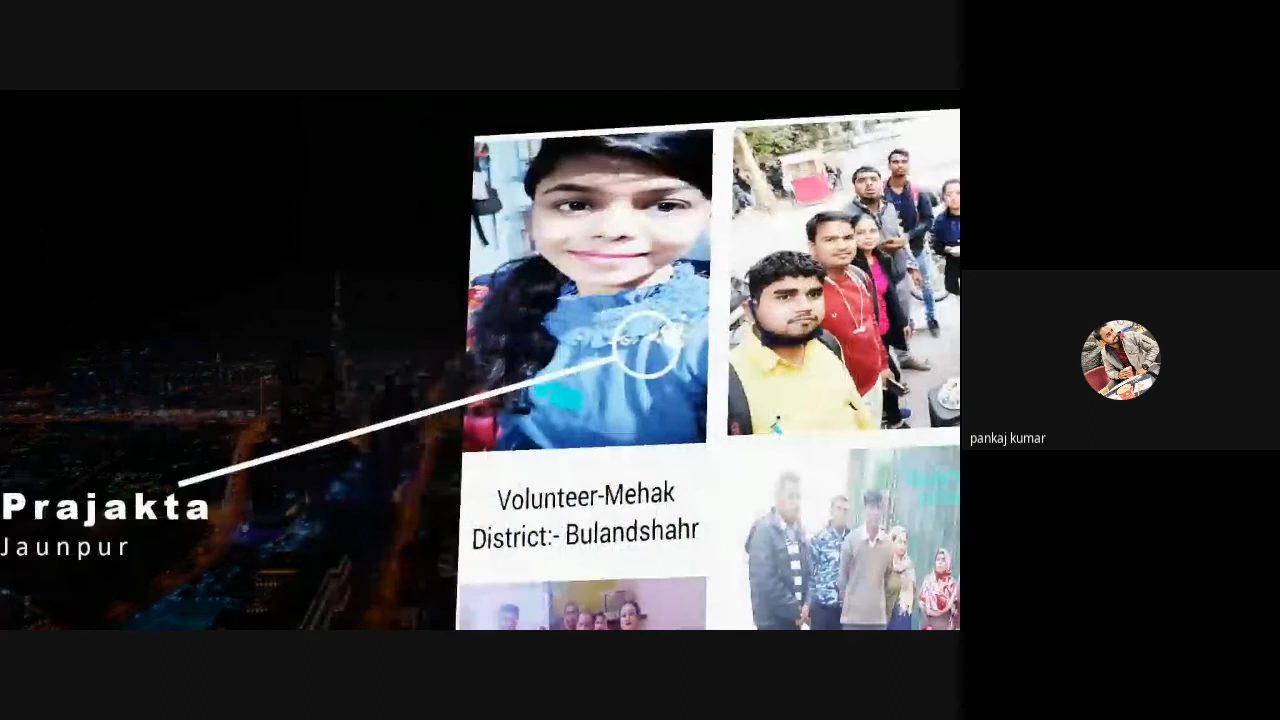 Prajakta
Jaunpur
Volunteer-Mehak
District:- Bulandshahr
pankaj kumar